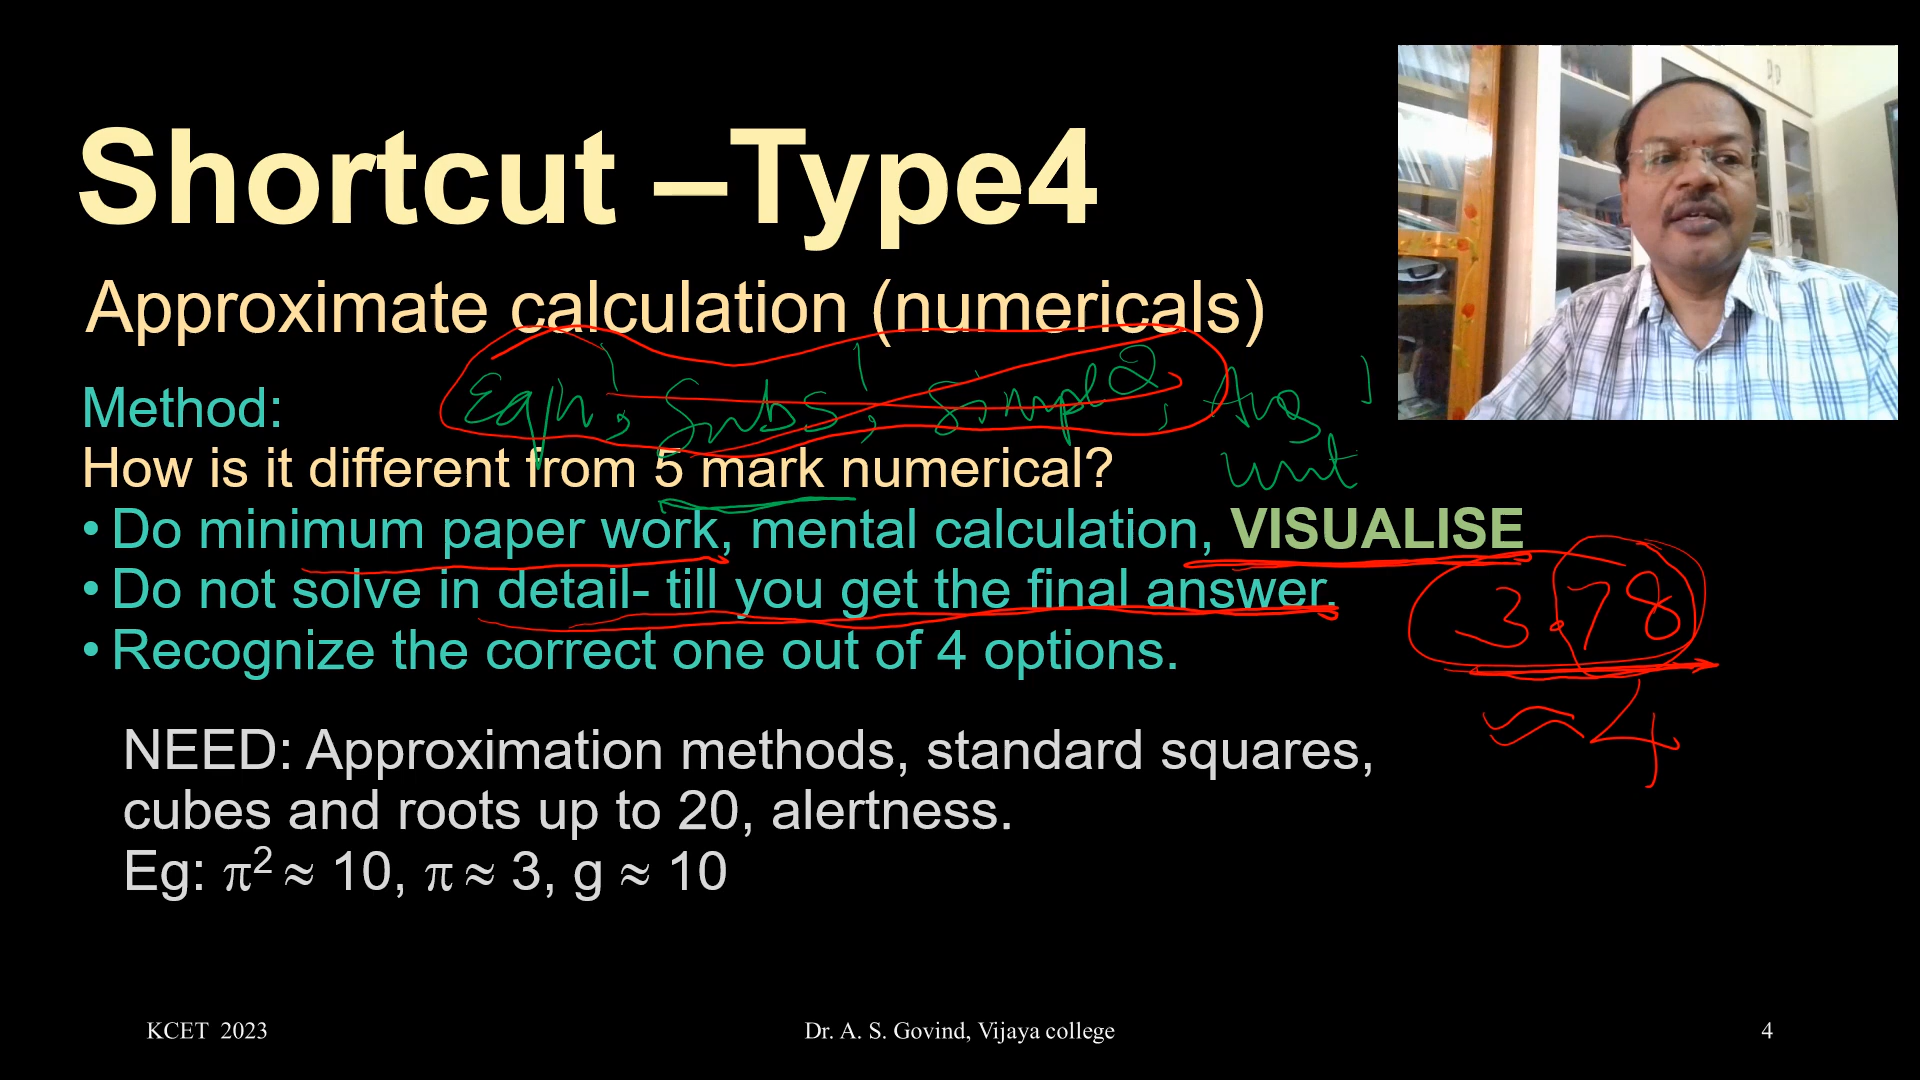 Shortcut –Type4
Approximate calculation (numericals)
Eqn, Subs, Simpl, Ans
unit
Method:
How is it different from 5 mark numerical?
• Do minimum paper work, mental calculation, VISUALISE
• Do not solve in detail- till you get the final answer.
3.78
• Recognize the correct one out of 4 options.
≈ 4
NEED: Approximation methods, standard squares,
cubes and roots up to 20, alertness.
Eg: π² ≈ 10, π ≈ 3, g ≈ 10
KCET 2023
Dr. A. S. Govind, Vijaya college
4